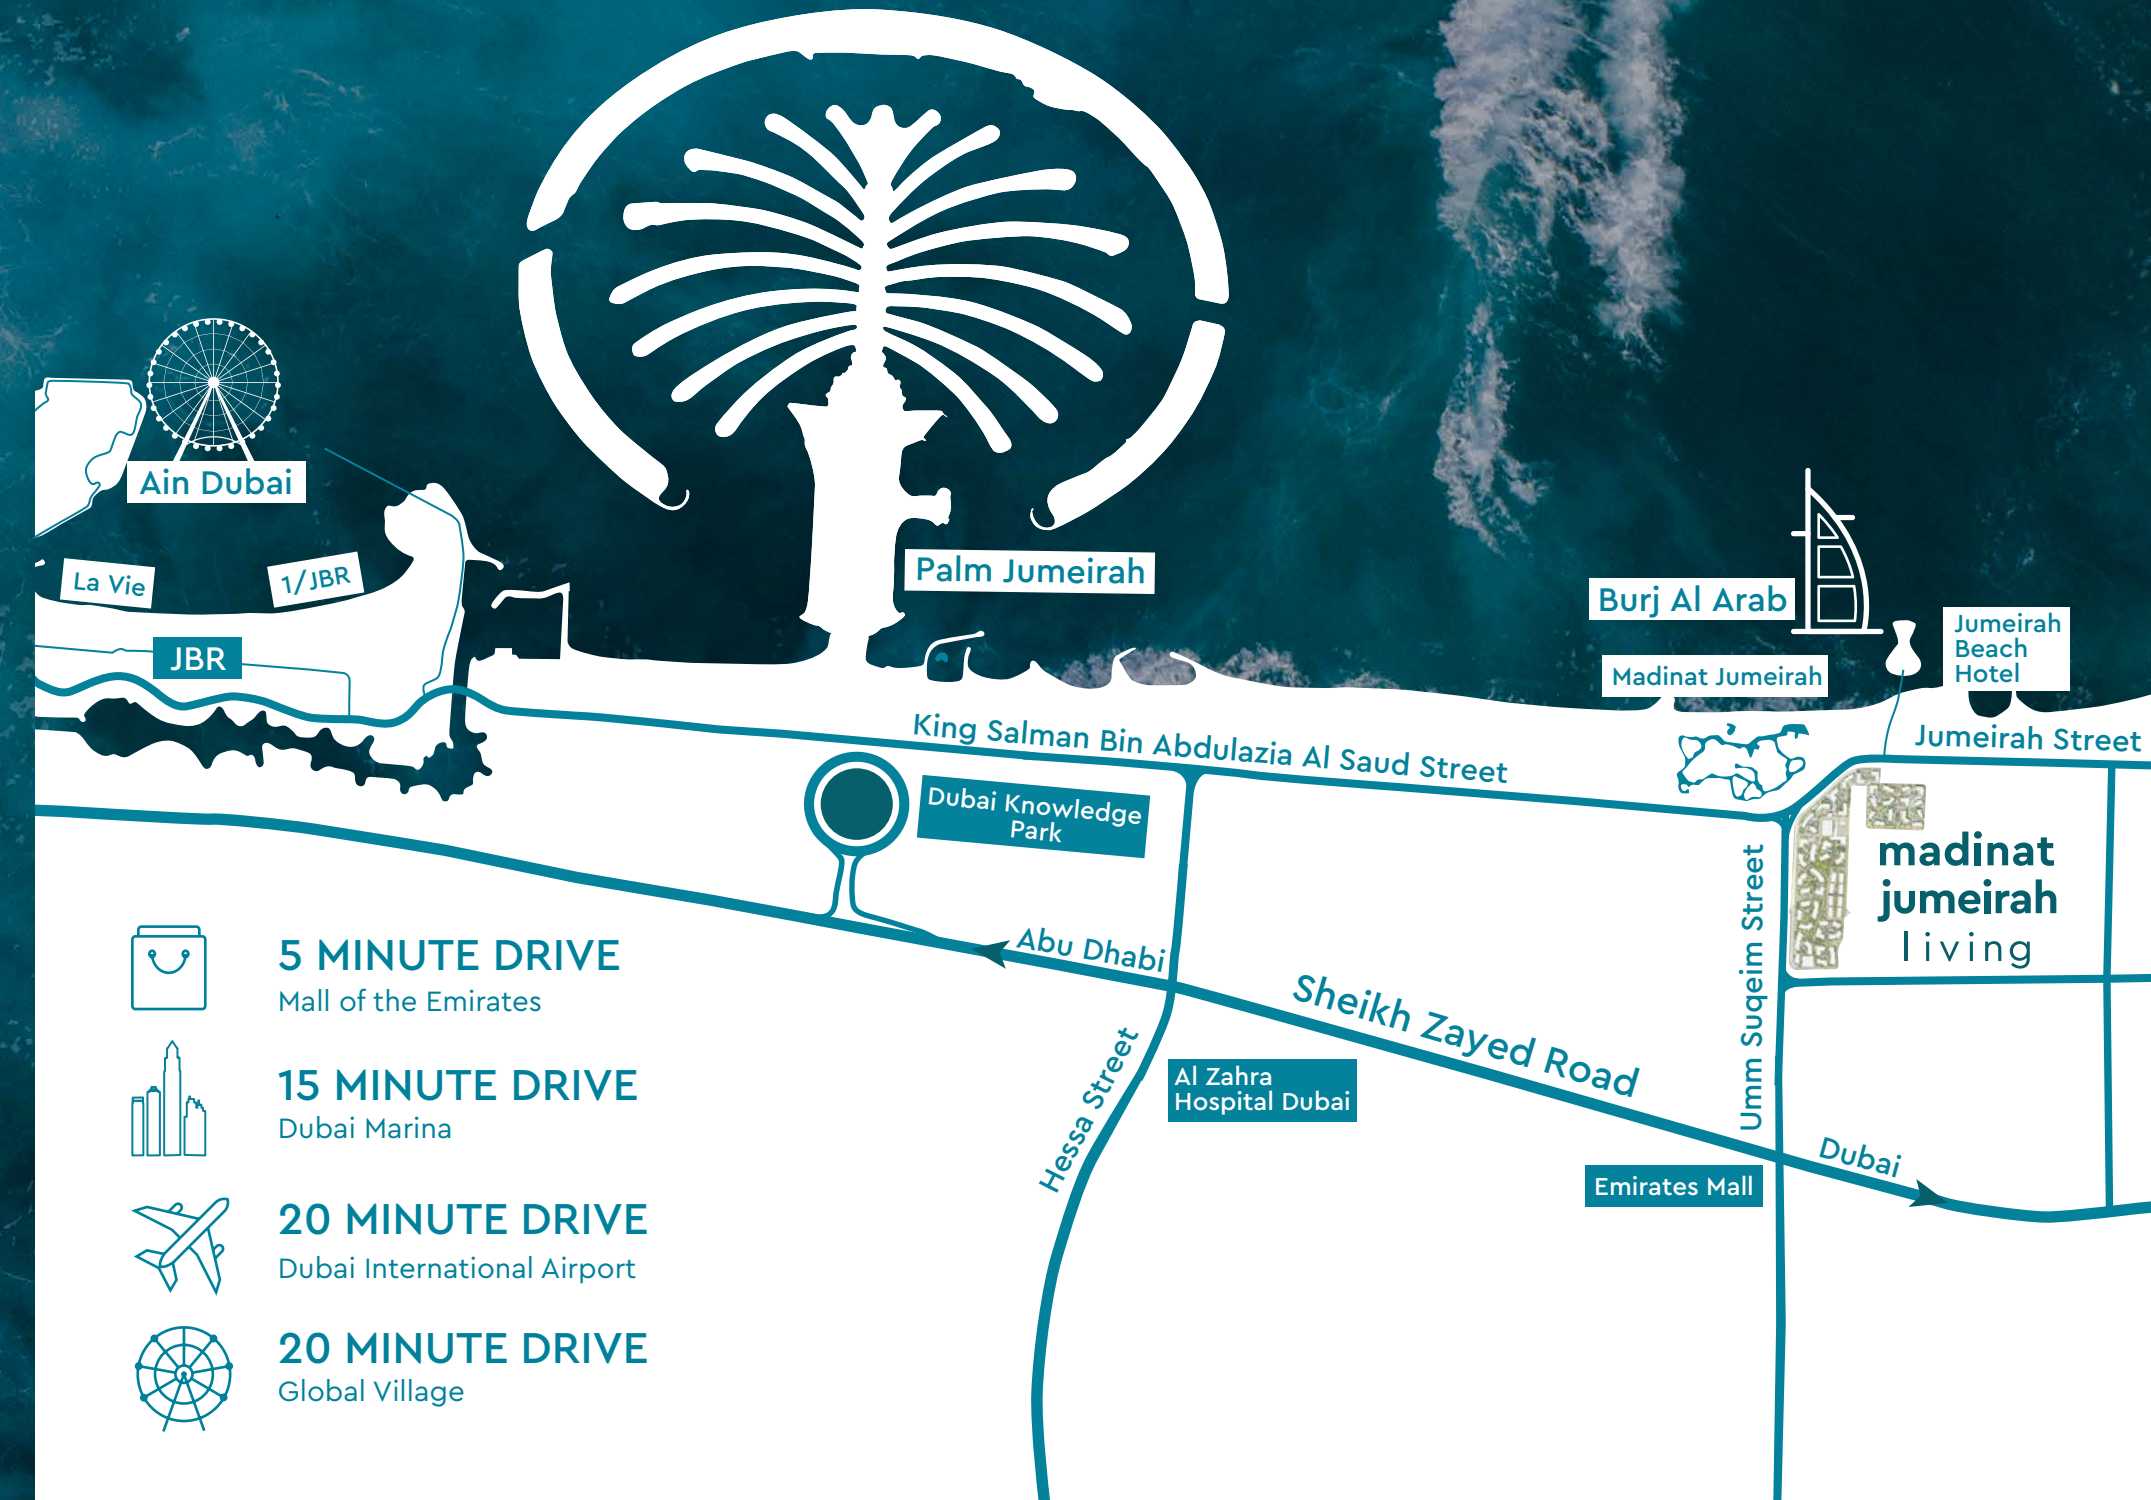 Ain Dubai
La Vie
1/JBR
JBR
Palm Jumeirah
Burj Al Arab
Madinat Jumeirah
Jumeirah
Beach
Hotel
Jumeirah Street
King Salman Bin Abdulazia Al Saud Street
Dubai Knowledge
Park
madinat
jumeirah
living
Umm Suqeim Street
Abu Dhabi
Sheikh Zayed Road
Hessa Street
Al Zahra
Hospital Dubai
Emirates Mall
Dubai
5 MINUTE DRIVE
Mall of the Emirates
15 MINUTE DRIVE
Dubai Marina
20 MINUTE DRIVE
Dubai International Airport
20 MINUTE DRIVE
Global Village